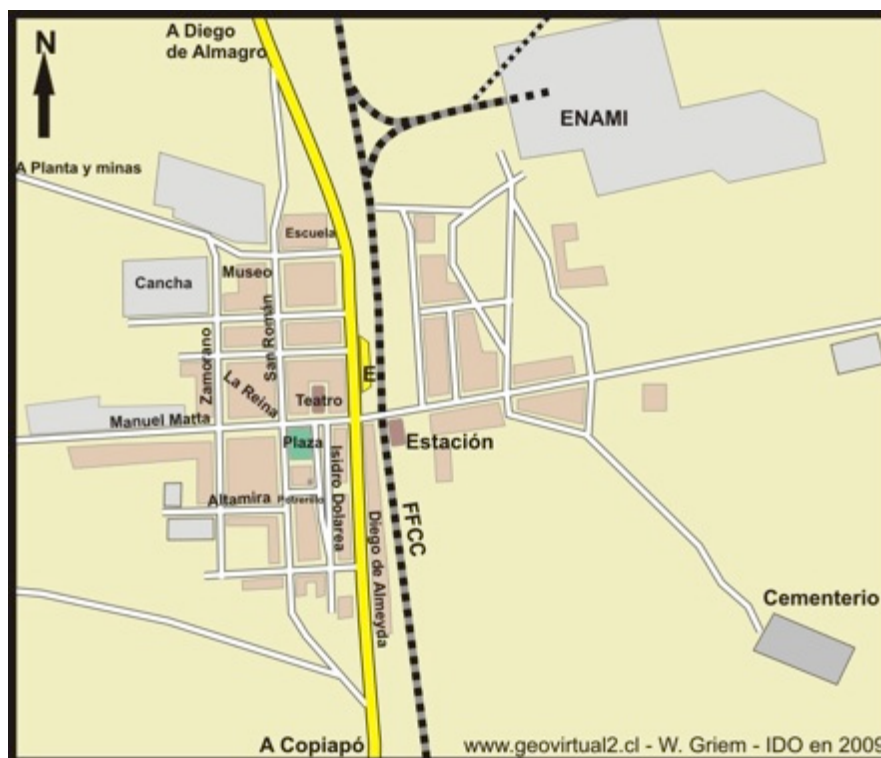 A Diego
de Almagro
N
ENAMI
A Planta y minas
Escuela
Museo
Cancha
San Román
Zamorano
La Reina
E
Teatro
Manuel Matta
Plaza
Estación
Isidro Dolarea
Altamira
Potrerillo
Diego de Almeyda
FFCC
Cementerio
A Copiapó
www.geovirtual2.cl - W. Griem - IDO en 2009